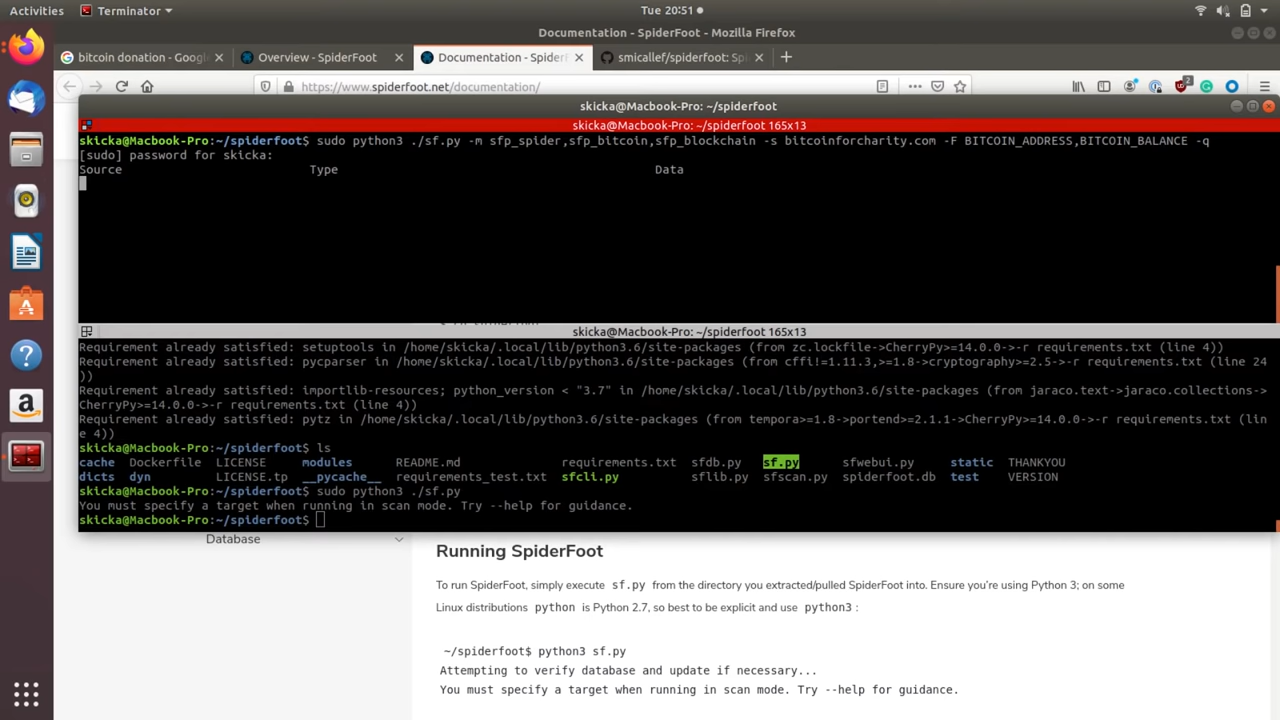 Activities
Terminator
Tue 20:51
Documentation - SpiderFoot - Mozilla Firefox
bitcoin donation - Googl
Overview - SpiderFoot
Documentation - Spider
smicallef/spiderfoot: Spi
https://www.spiderfoot.net/documentation/
2
skicka@Macbook-Pro: ~/spiderfoot
skicka@Macbook-Pro: ~/spiderfoot 165x13
skicka@Macbook-Pro:~/spiderfoot$ sudo python3 ./sf.py -m sfp_spider,sfp_bitcoin,sfp_blockchain -s bitcoinforcharity.com -F BITCOIN_ADDRESS,BITCOIN_BALANCE -q
[sudo] password for skicka:
Source Type Data
skicka@Macbook-Pro: ~/spiderfoot 165x13
Requirement already satisfied: setuptools in /home/skicka/.local/lib/python3.6/site-packages (from zc.lockfile->CherryPy>=14.0.0->-r requirements.txt (line 4))
Requirement already satisfied: pycparser in /home/skicka/.local/lib/python3.6/site-packages (from cffi!=1.11.3,>=1.8->cryptography>=2.5->-r requirements.txt (line 24
))
Requirement already satisfied: importlib-resources; python_version < "3.7" in /home/skicka/.local/lib/python3.6/site-packages (from jaraco.text->jaraco.collections->
CherryPy>=14.0.0->-r requirements.txt (line 4))
Requirement already satisfied: pytz in /home/skicka/.local/lib/python3.6/site-packages (from tempora>=1.8->portend>=2.1.1->CherryPy>=14.0.0->-r requirements.txt (lin
e 4))
skicka@Macbook-Pro:~/spiderfoot$ ls
cache Dockerfile LICENSE modules README.md requirements.txt sfdb.py sf.py sfwebui.py static THANKYOU
dicts dyn LICENSE.tp __pycache__ requirements_test.txt sfcli.py sflib.py sfscan.py spiderfoot.db test VERSION
skicka@Macbook-Pro:~/spiderfoot$ sudo python3 ./sf.py
You must specify a target when running in scan mode. Try --help for guidance.
skicka@Macbook-Pro:~/spiderfoot$
Database
Running SpiderFoot
To run SpiderFoot, simply execute sf.py from the directory you extracted/pulled SpiderFoot into. Ensure you're using Python 3; on some
Linux distributions python is Python 2.7, so best to be explicit and use python3 :
~/spiderfoot$ python3 sf.py
Attempting to verify database and update if necessary...
You must specify a target when running in scan mode. Try --help for guidance.